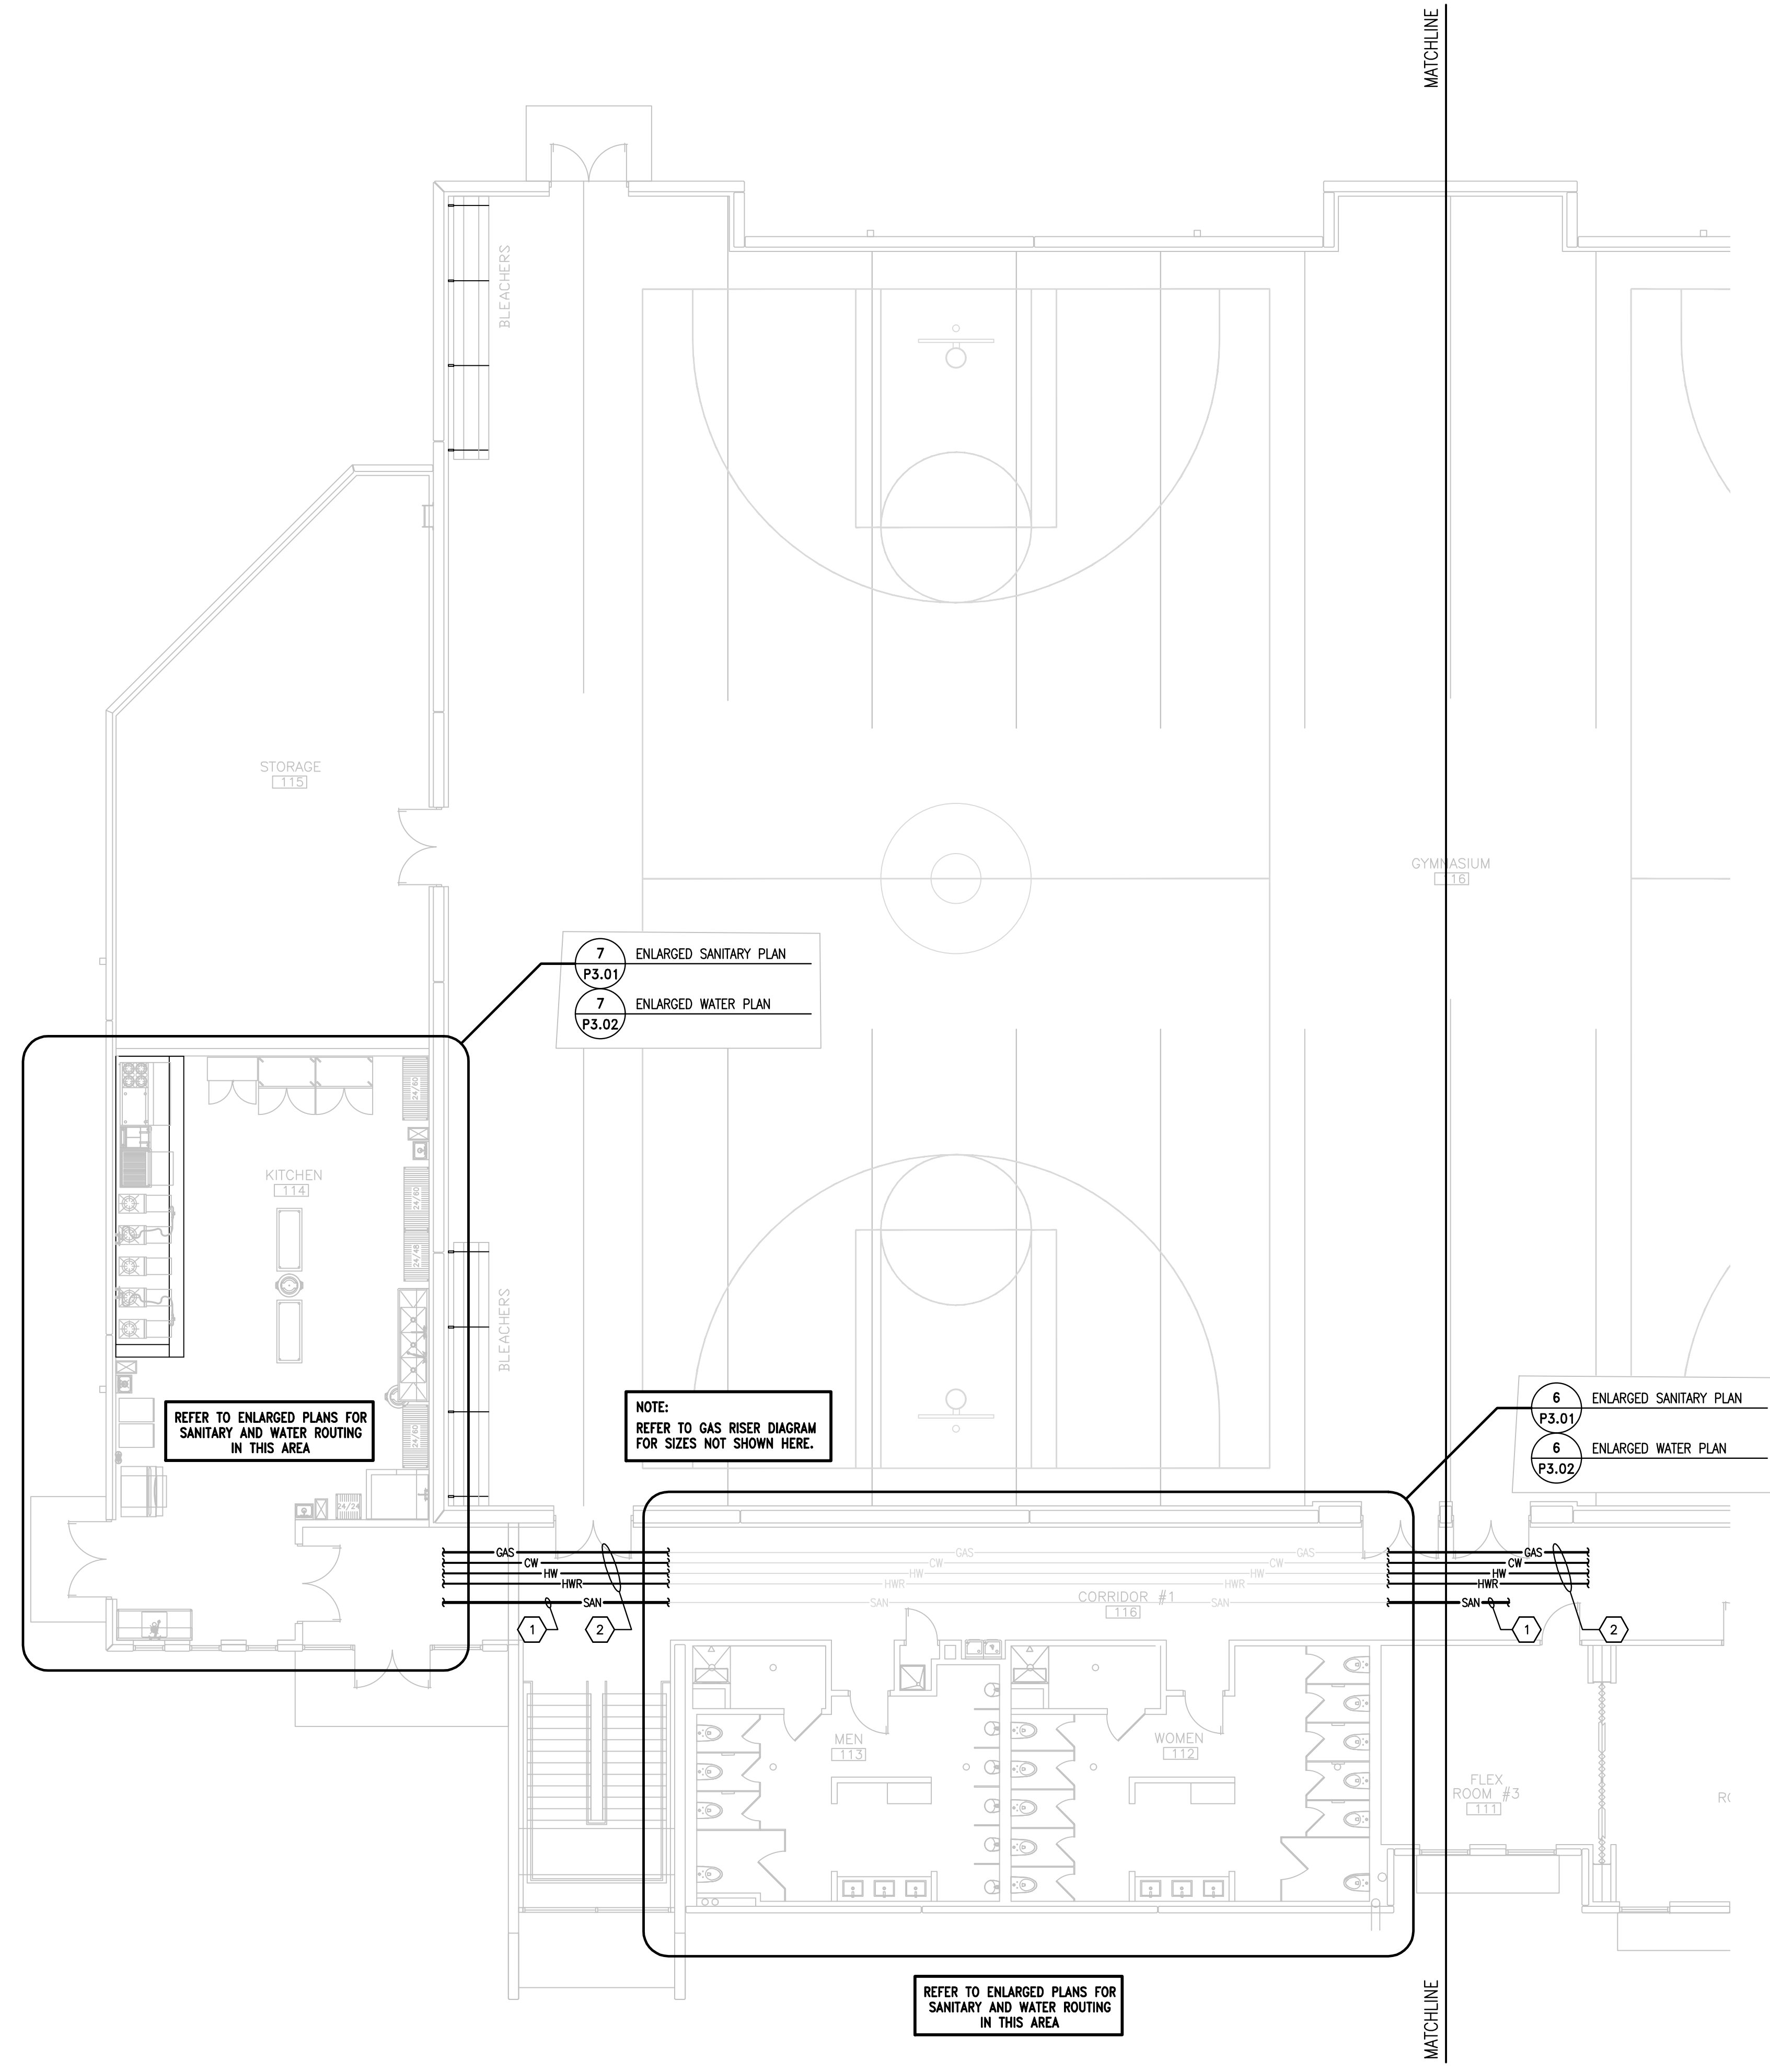 MATCHLINE
BLEACHERS
STORAGE
115
GYMNASIUM
116
7
ENLARGED SANITARY PLAN
P3.01
7
ENLARGED WATER PLAN
P3.02
24/60
KITCHEN
114
24/60
24/48
BLEACHERS
24/60
REFER TO ENLARGED PLANS FOR
SANITARY AND WATER ROUTING
IN THIS AREA
NOTE:
REFER TO GAS RISER DIAGRAM
FOR SIZES NOT SHOWN HERE.
6
ENLARGED SANITARY PLAN
P3.01
6
ENLARGED WATER PLAN
P3.02
24/24
GAS GAS GAS GAS
CW CW CW CW
HW HW HW HW
HWR HWR HWR HWR
SAN SAN SAN SAN
CORRIDOR #1
116
1 2 1 2
MEN
113
WOMEN
112
FLEX
ROOM #3
111
REFER TO ENLARGED PLANS FOR
SANITARY AND WATER ROUTING
IN THIS AREA
MATCHLINE